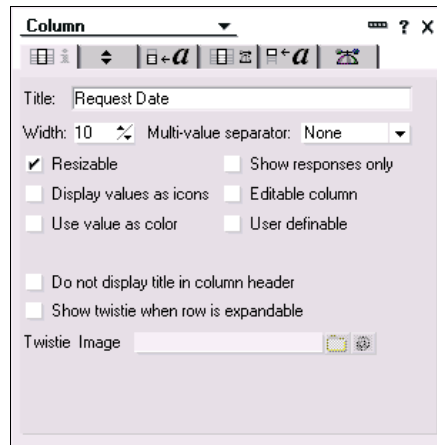 Column
? X
i a a
Title: Request Date
Width: 10 Multi-value separator: None
Resizable Show responses only
Display values as icons Editable column
Use value as color User definable
Do not display title in column header
Show twistie when row is expandable
Twistie Image